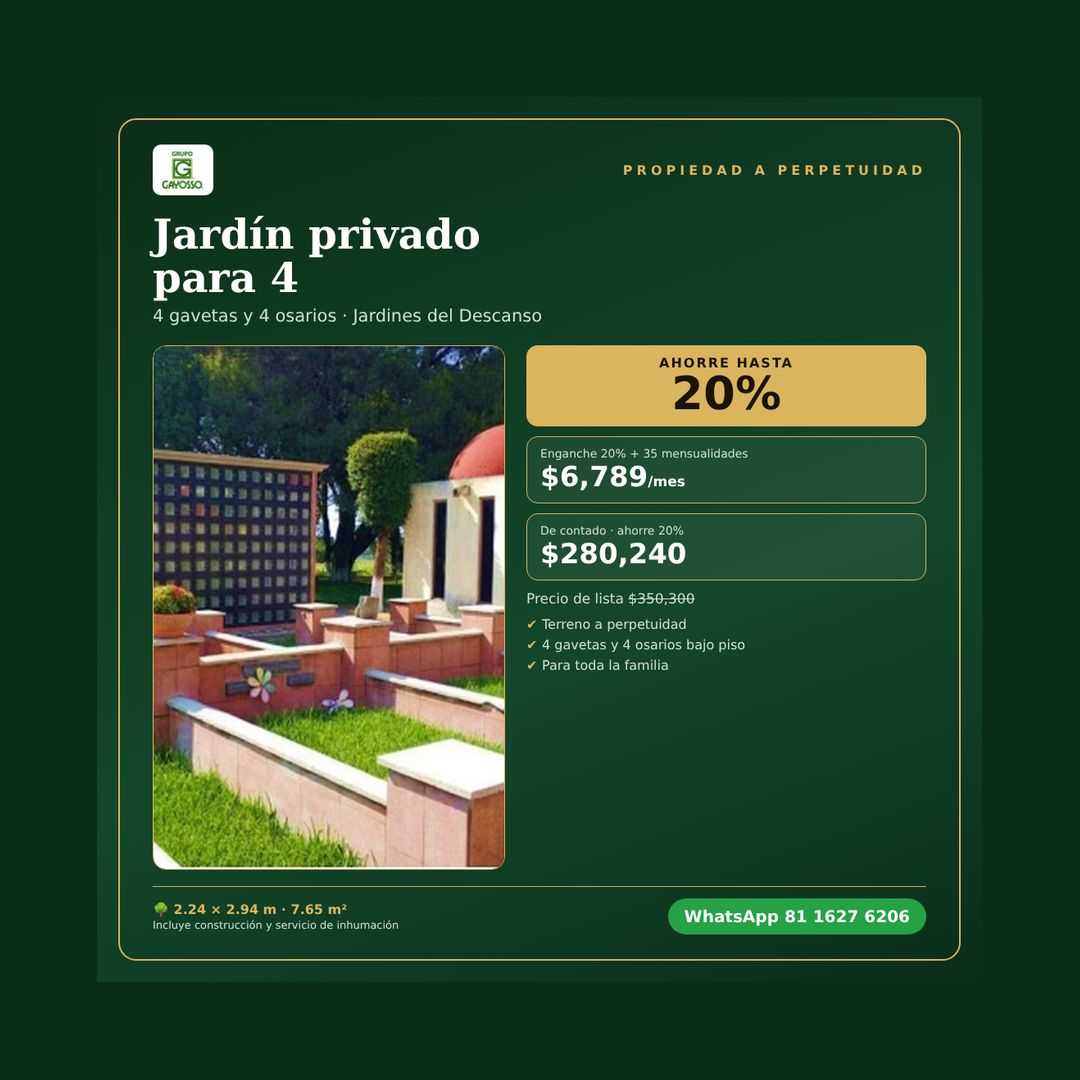 GRUPO
G
GAYOSSO
PROPIEDAD A PERPETUIDAD
Jardín privado
para 4
4 gavetas y 4 osarios · Jardines del Descanso
AHORRE HASTA
20%
Enganche 20% + 35 mensualidades
$6,789/mes
De contado · ahorre 20%
$280,240
Precio de lista $350,300
✔ Terreno a perpetuidad
✔ 4 gavetas y 4 osarios bajo piso
✔ Para toda la familia
🌳 2.24 × 2.94 m · 7.65 m²
Incluye construcción y servicio de inhumación
WhatsApp 81 1627 6206